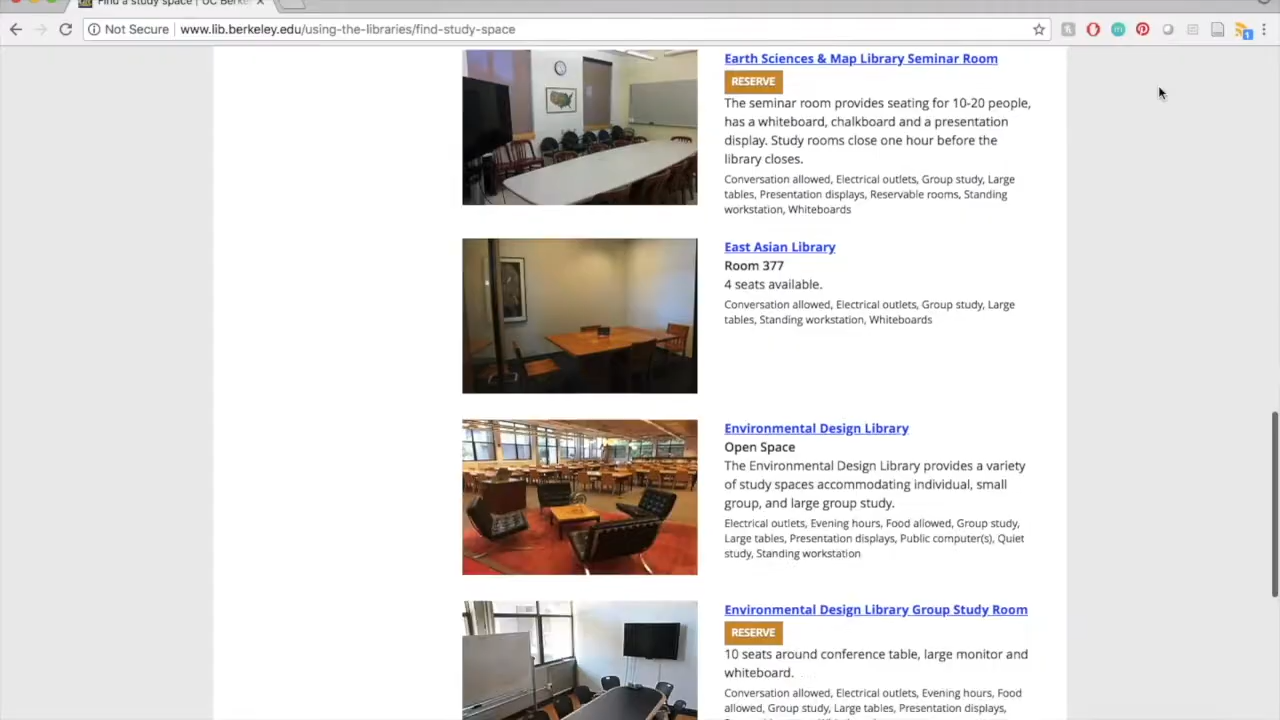 Find a study space | UC Berke
Not Secure | www.lib.berkeley.edu/using-the-libraries/find-study-space
Earth Sciences & Map Library Seminar Room
RESERVE
The seminar room provides seating for 10-20 people,
has a whiteboard, chalkboard and a presentation
display. Study rooms close one hour before the
library closes.
Conversation allowed, Electrical outlets, Group study, Large
tables, Presentation displays, Reservable rooms, Standing
workstation, Whiteboards
East Asian Library
Room 377
4 seats available.
Conversation allowed, Electrical outlets, Group study, Large
tables, Standing workstation, Whiteboards
Environmental Design Library
Open Space
The Environmental Design Library provides a variety
of study spaces accommodating individual, small
group, and large group study.
Electrical outlets, Evening hours, Food allowed, Group study,
Large tables, Presentation displays, Public computer(s), Quiet
study, Standing workstation
Environmental Design Library Group Study Room
RESERVE
10 seats around conference table, large monitor and
whiteboard.
Conversation allowed, Electrical outlets, Evening hours, Food
allowed, Group study, Large tables, Presentation displays,